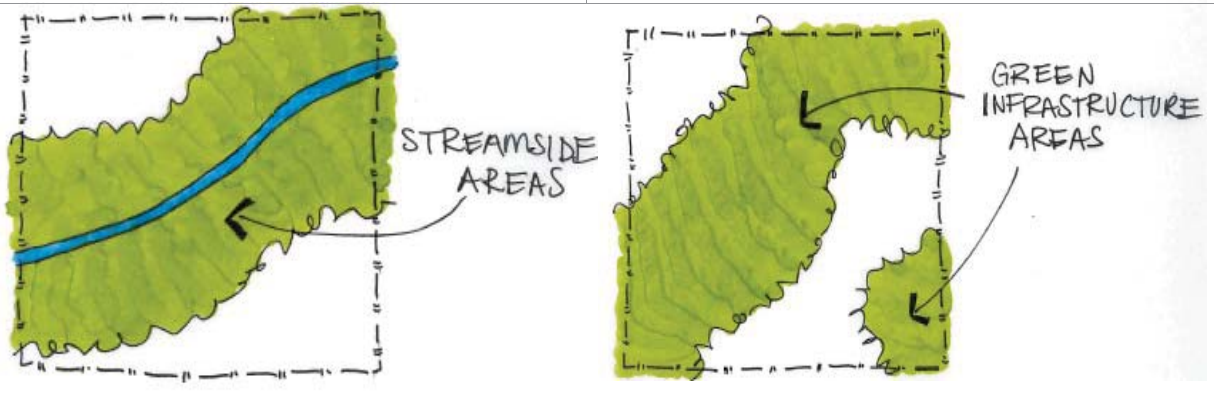 STREAMSIDE
AREAS
GREEN
INFRASTRUCTURE
AREAS